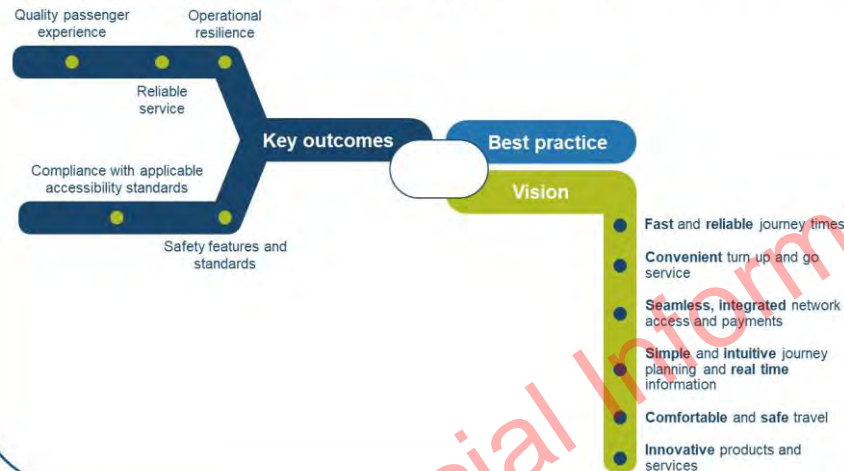 Quality passenger
experience
Operational
resilience
Reliable
service
Key outcomes
Best practice
Compliance with applicable
accessibility standards
Vision
Safety features and
standards
Fast and reliable journey times
Convenient turn up and go
service
Seamless, integrated network
access and payments
Simple and intuitive journey
planning and real time
information
Comfortable and safe travel
Innovative products and
services